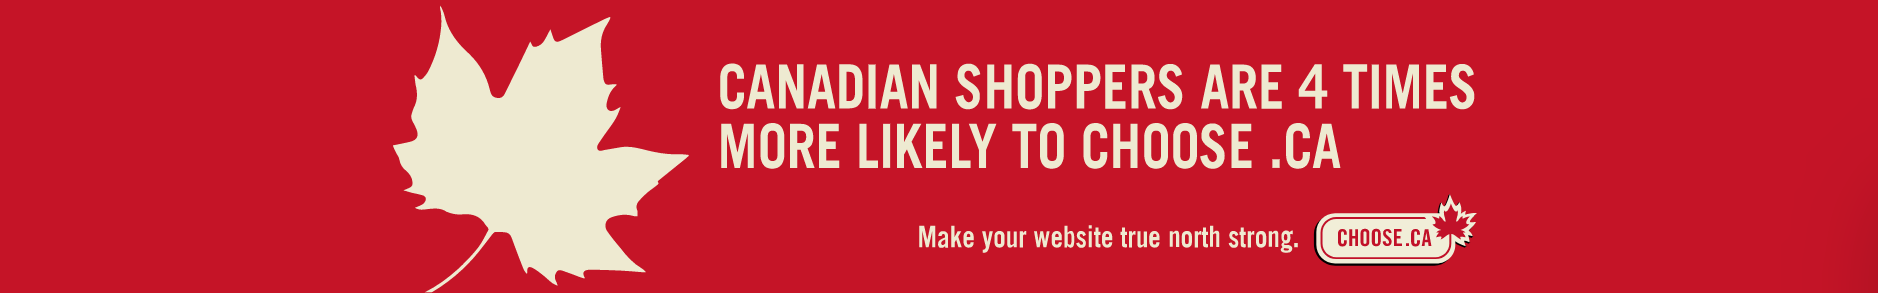 CANADIAN SHOPPERS ARE 4 TIMES
MORE LIKELY TO CHOOSE .CA
Make your website true north strong.
CHOOSE.CA